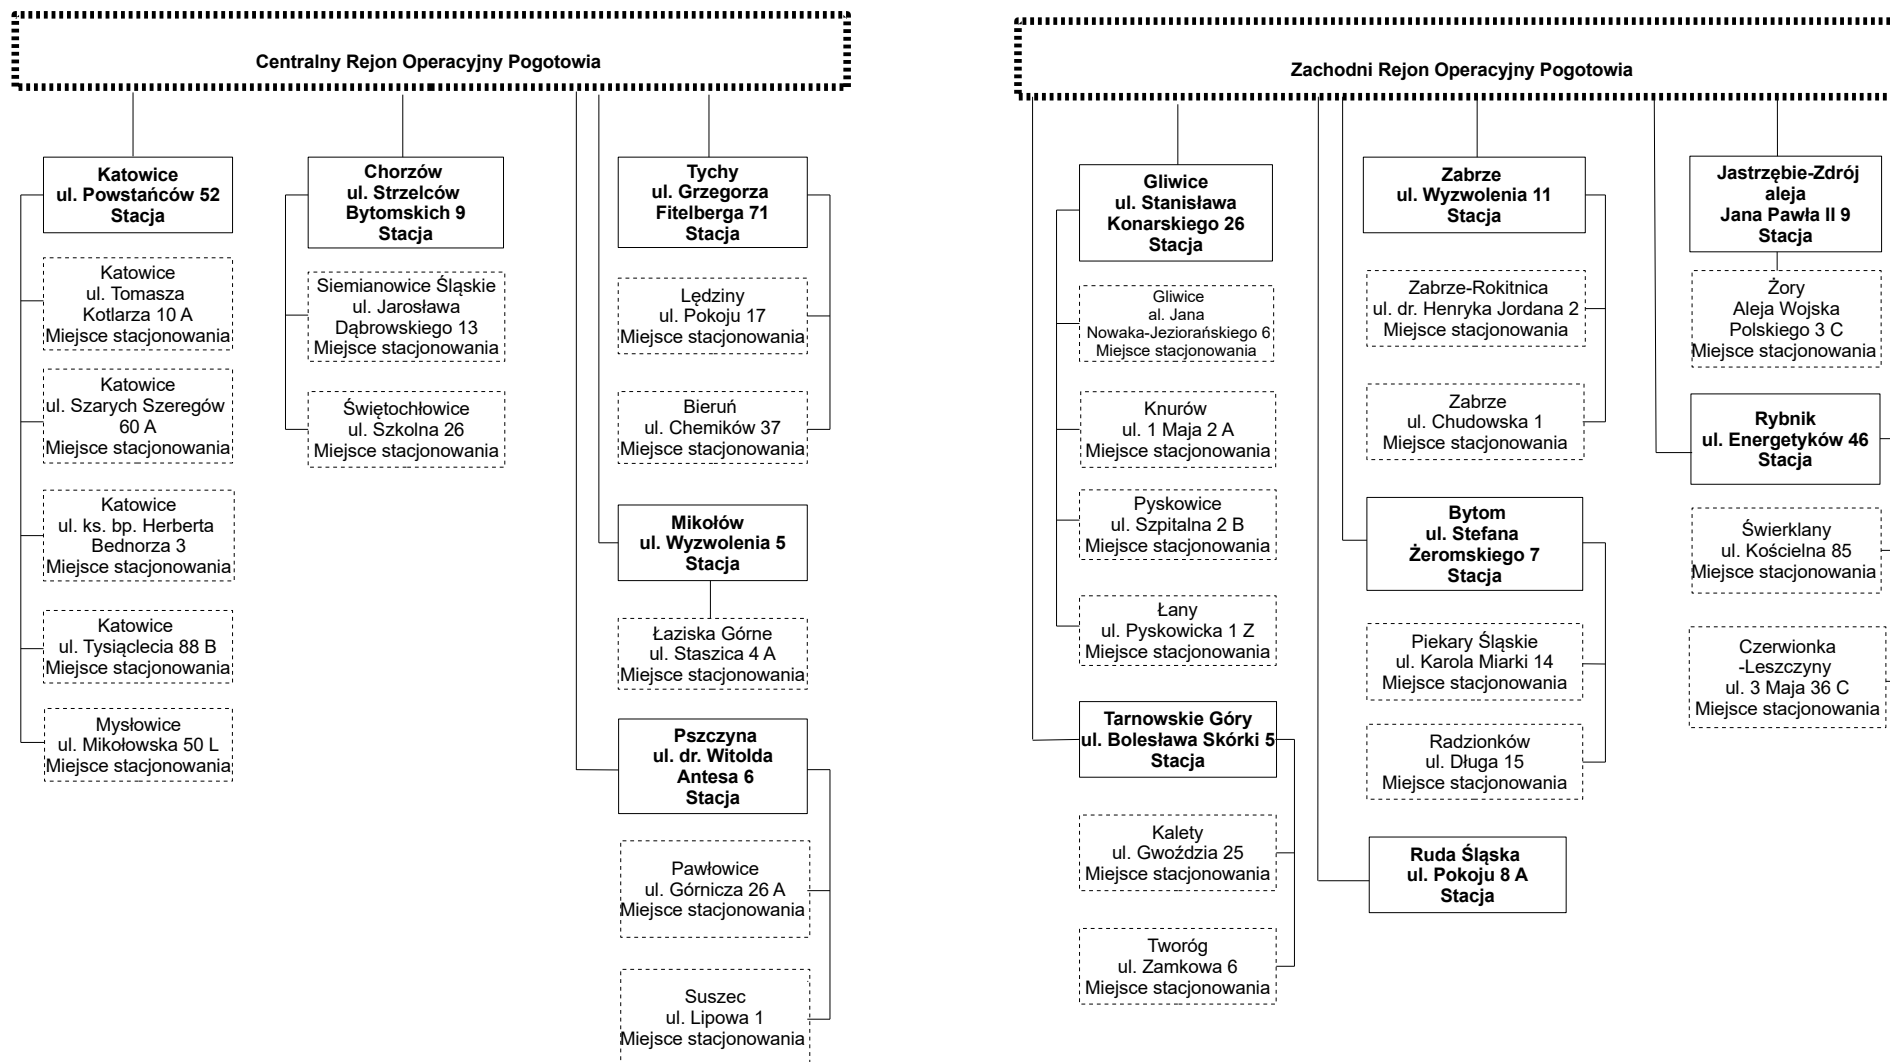 Centralny Rejon Operacyjny Pogotowia
Katowice
ul. Powstańców 52
Stacja
Katowice
ul. Tomasza
Kotlarza 10 A
Miejsce stacjonowania
Katowice
ul. Szarych Szeregów
60 A
Miejsce stacjonowania
Katowice
ul. ks. bp. Herberta
Bednorza 3
Miejsce stacjonowania
Katowice
ul. Tysiąclecia 88 B
Miejsce stacjonowania
Mysłowice
ul. Mikołowska 50 L
Miejsce stacjonowania
Chorzów
ul. Strzelców
Bytomskich 9
Stacja
Siemianowice Śląskie
ul. Jarosława
Dąbrowskiego 13
Miejsce stacjonowania
Świętochłowice
ul. Szkolna 26
Miejsce stacjonowania
Tychy
ul. Grzegorza
Fitelberga 71
Stacja
Lędziny
ul. Pokoju 17
Miejsce stacjonowania
Bieruń
ul. Chemików 37
Miejsce stacjonowania
Mikołów
ul. Wyzwolenia 5
Stacja
Łaziska Górne
ul. Staszica 4 A
Miejsce stacjonowania
Pszczyna
ul. dr. Witolda
Antesa 6
Stacja
Pawłowice
ul. Górnicza 26 A
Miejsce stacjonowania
Suszec
ul. Lipowa 1
Miejsce stacjonowania
Zachodni Rejon Operacyjny Pogotowia
Gliwice
ul. Stanisława
Konarskiego 26
Stacja
Gliwice
al. Jana
Nowaka-Jeziorańskiego 6
Miejsce stacjonowania
Knurów
ul. 1 Maja 2 A
Miejsce stacjonowania
Pyskowice
ul. Szpitalna 2 B
Miejsce stacjonowania
Łany
ul. Pyskowicka 1 Z
Miejsce stacjonowania
Tarnowskie Góry
ul. Bolesława Skórki 5
Stacja
Kalety
ul. Gwoździa 25
Miejsce stacjonowania
Tworóg
ul. Zamkowa 6
Miejsce stacjonowania
Zabrze
ul. Wyzwolenia 11
Stacja
Zabrze-Rokitnica
ul. dr. Henryka Jordana 2
Miejsce stacjonowania
Zabrze
ul. Chudowska 1
Miejsce stacjonowania
Bytom
ul. Stefana
Żeromskiego 7
Stacja
Piekary Śląskie
ul. Karola Miarki 14
Miejsce stacjonowania
Radzionków
ul. Długa 15
Miejsce stacjonowania
Ruda Śląska
ul. Pokoju 8 A
Stacja
Jastrzębie-Zdrój
aleja
Jana Pawła II 9
Stacja
Żory
Aleja Wojska
Polskiego 3 C
Miejsce stacjonowania
Rybnik
ul. Energetyków 46
Stacja
Świerklany
ul. Kościelna 85
Miejsce stacjonowania
Czerwionka
-Leszczyny
ul. 3 Maja 36 C
Miejsce stacjonowania